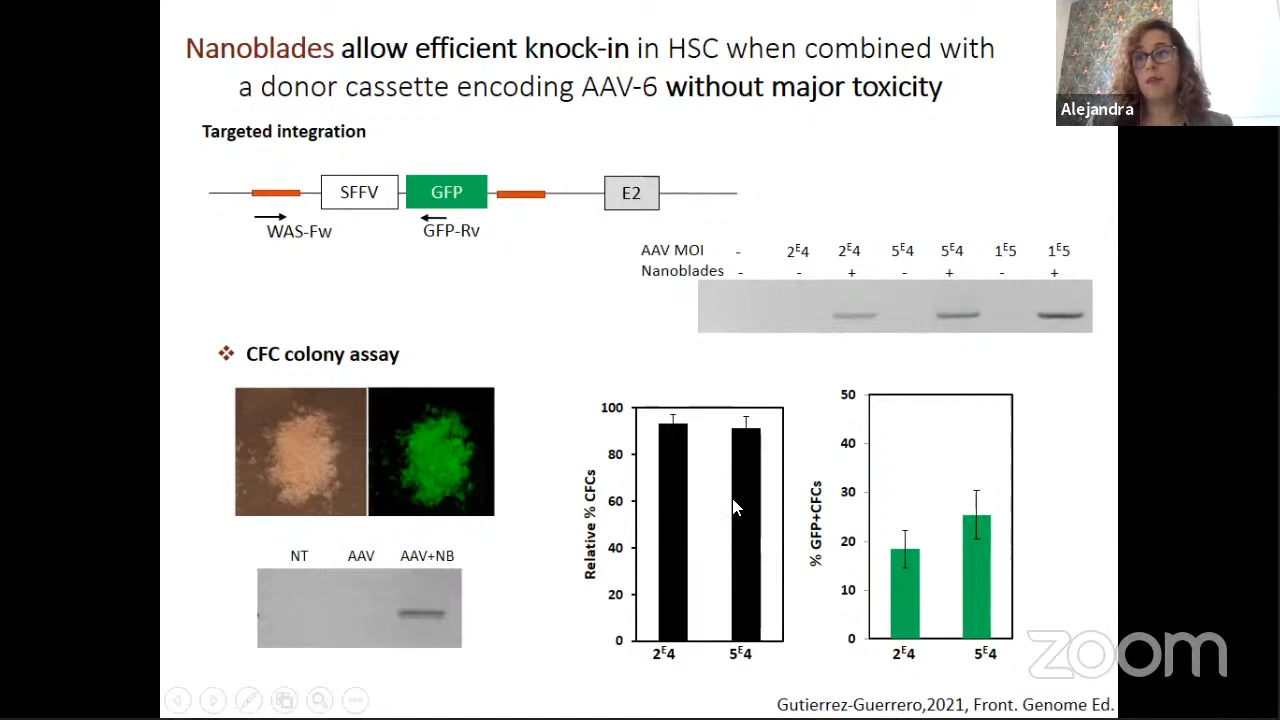 Nanoblades allow efficient knock-in in HSC when combined with
a donor cassette encoding AAV-6 without major toxicity
Alejandra
Targeted integration
SFFV
GFP
E2
WAS-Fw
GFP-Rv
AAV MOI - 2E4 2E4 5E4 5E4 1E5 1E5
Nanoblades - - + - + - +
❖ CFC colony assay
NT AAV AAV+NB
Relative % CFCs
100
80
60
40
20
0
2E4 5E4
% GFP+CFCs
50
40
30
20
10
0
2E4 5E4
zoom
Gutierrez-Guerrero,2021, Front. Genome Ed.